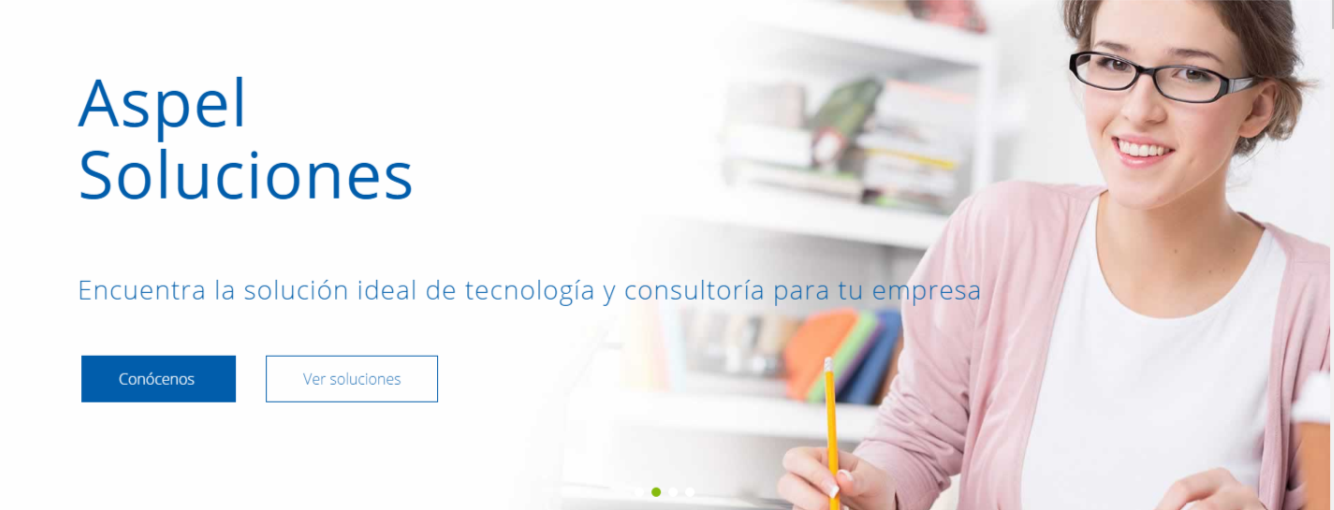 Aspel
Soluciones
Encuentra la solución ideal de tecnología y consultoría para tu empresa
Conócenos
Ver soluciones